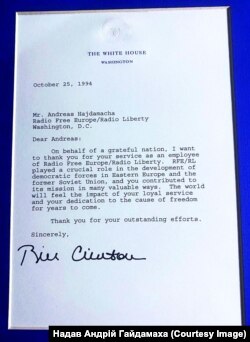 THE WHITE HOUSE
WASHINGTON
October 25, 1994
Mr. Andreas Hajdamacha
Radio Free Europe/Radio Liberty
Washington, D.C.
Dear Andreas:
On behalf of a grateful nation, I want
to thank you for your service as an employee
of Radio Free Europe/Radio Liberty. RFE/RL
played a crucial role in the development of
democratic forces in Eastern Europe and the
former Soviet Union, and you contributed to
its mission in many valuable ways. The world
will feel the impact of your loyal service
and your dedication to the cause of freedom
for years to come.
Thank you for your outstanding efforts.
Sincerely,
Bill Clinton
Надав Андрій Гайдамаха (Courtesy Image)